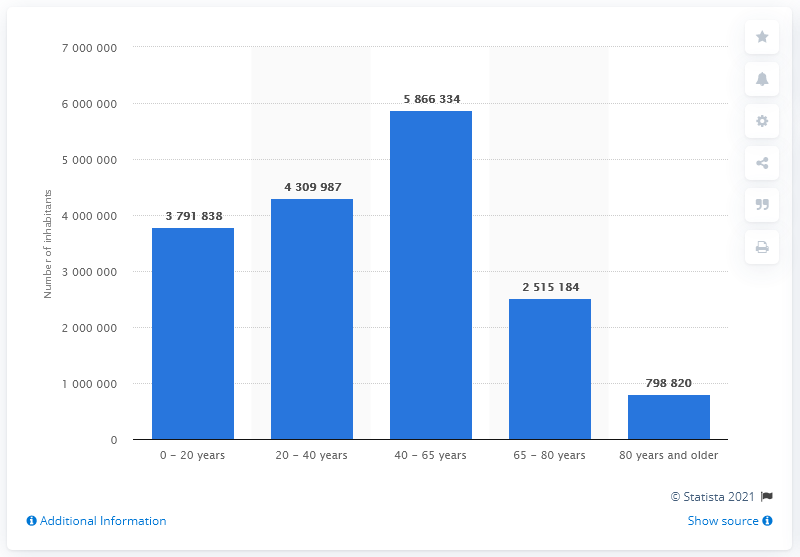 7 000 000
6 000 000
5 000 000
4 000 000
3 000 000
2 000 000
1 000 000
0
Number of inhabitants
3 791 838
4 309 987
5 866 334
2 515 184
798 820
0 – 20 years
20 – 40 years
40 – 65 years
65 – 80 years
80 years and older
© Statista 2021
Additional Information
Show source